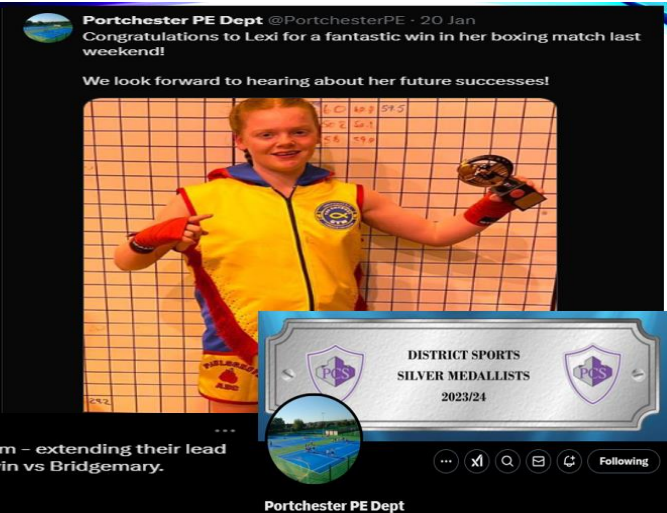 Portchester PE Dept @PortchesterPE · 20 Jan
Congratulations to Lexi for a fantastic win in her boxing match last
weekend!
We look forward to hearing about her future successes!
DISTRICT SPORTS
SILVER MEDALLISTS
2023/24
PCS
PCS
ABC
m – extending their lead
in vs Bridgemary.
Following
Portchester PE Dept